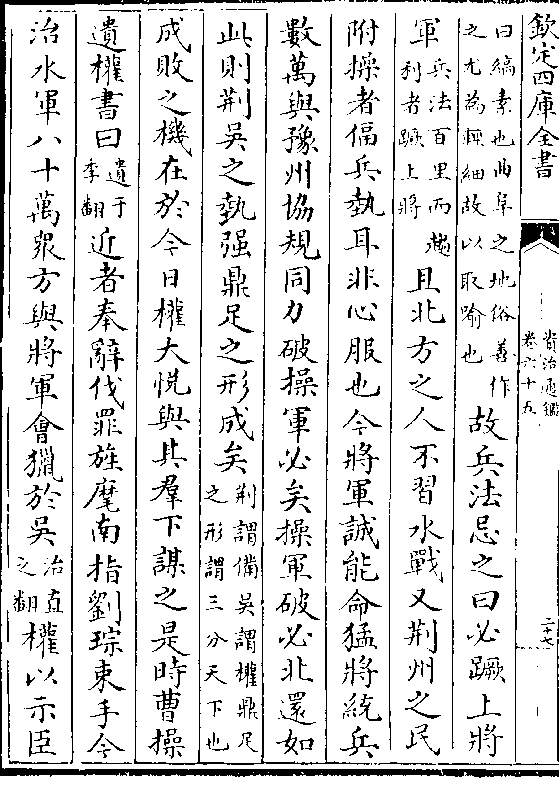 欽定四庫全書
資治通鑑
卷六十五
曰縞素也曲阜之地俗善作
之尤為輕細故以取喻也
故兵法忌之曰必蹶上將
軍
兵法百里而趨
利者蹶上將
且北方之人不習水戰又荆州之民
附操者偪兵埶耳非心服也今將軍誠能命猛將統兵
數萬與豫州協規同力破操軍必矣操軍破必北還如
此則荆吳之埶强鼎足之形成矣
荆謂備吳謂權鼎足
之形謂三分天下也
成敗之機在於今日權大悦與其羣下謀之是時曹操
遺權書曰
遺于
季翻
近者奉辭伐罪旌麾南指劉琮束手今
治水軍八十萬衆方與將軍會獵於吳
治直
之翻
權以示臣